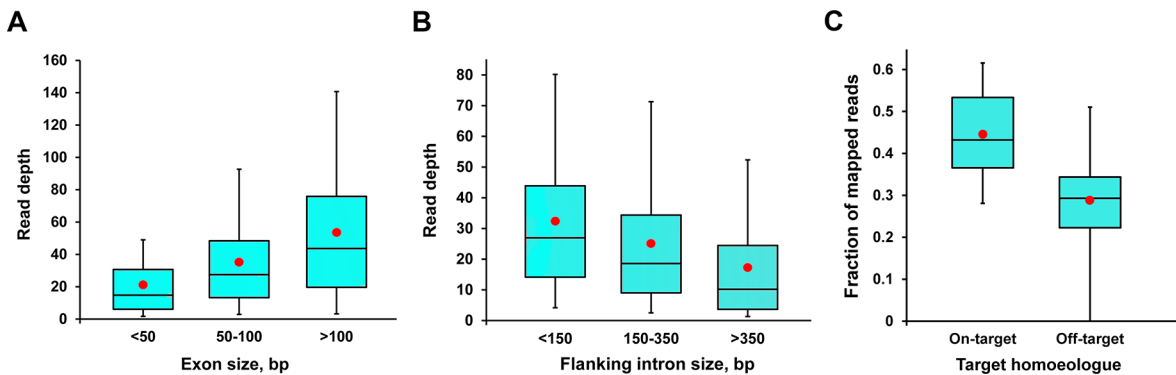 A
Read depth
160
140
120
100
80
60
40
20
0
<50
50-100
>100
Exon size, bp
B
Read depth
80
70
60
50
40
30
20
10
0
<150
150-350
>350
Flanking intron size, bp
C
Fraction of mapped reads
0.6
0.5
0.4
0.3
0.2
0.1
0
On-target
Off-target
Target homoeologue